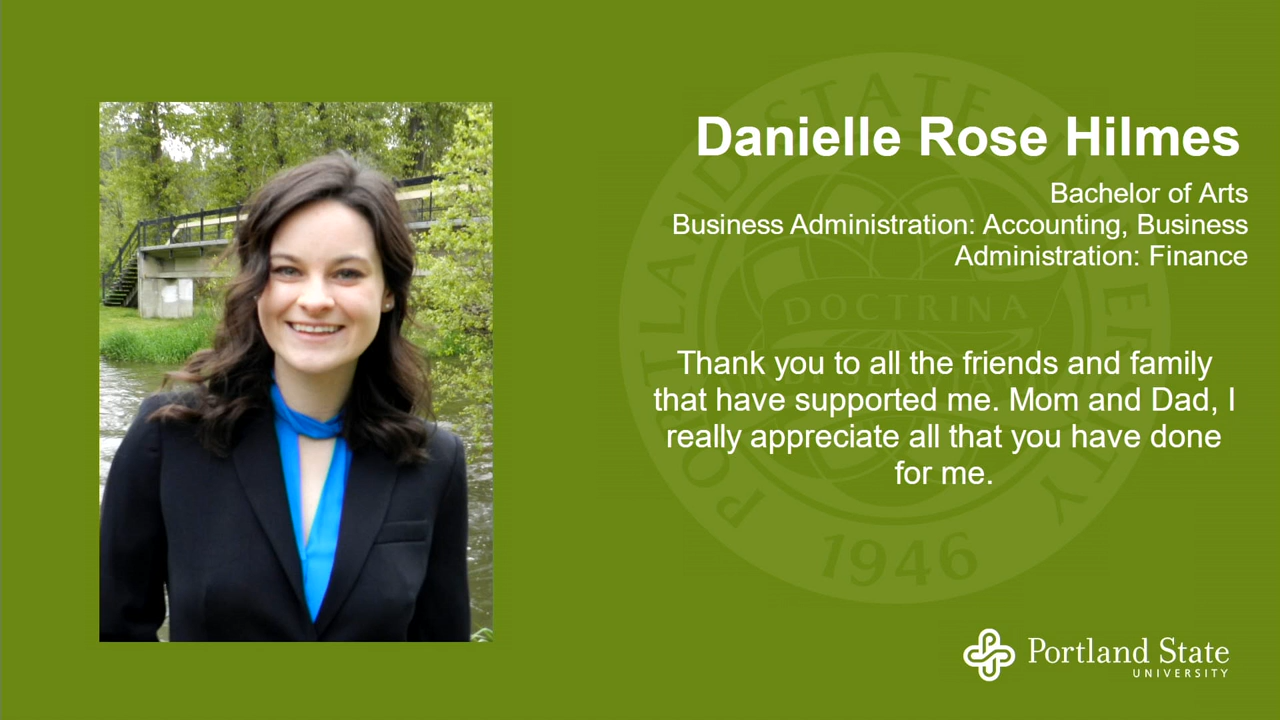 Danielle Rose Hilmes
Bachelor of Arts
Business Administration: Accounting, Business
Administration: Finance
Thank you to all the friends and family
that have supported me. Mom and Dad, I
really appreciate all that you have done
for me.
PORTLAND STATE UNIVERSITY
DOCTRINA
1946
Portland State
UNIVERSITY